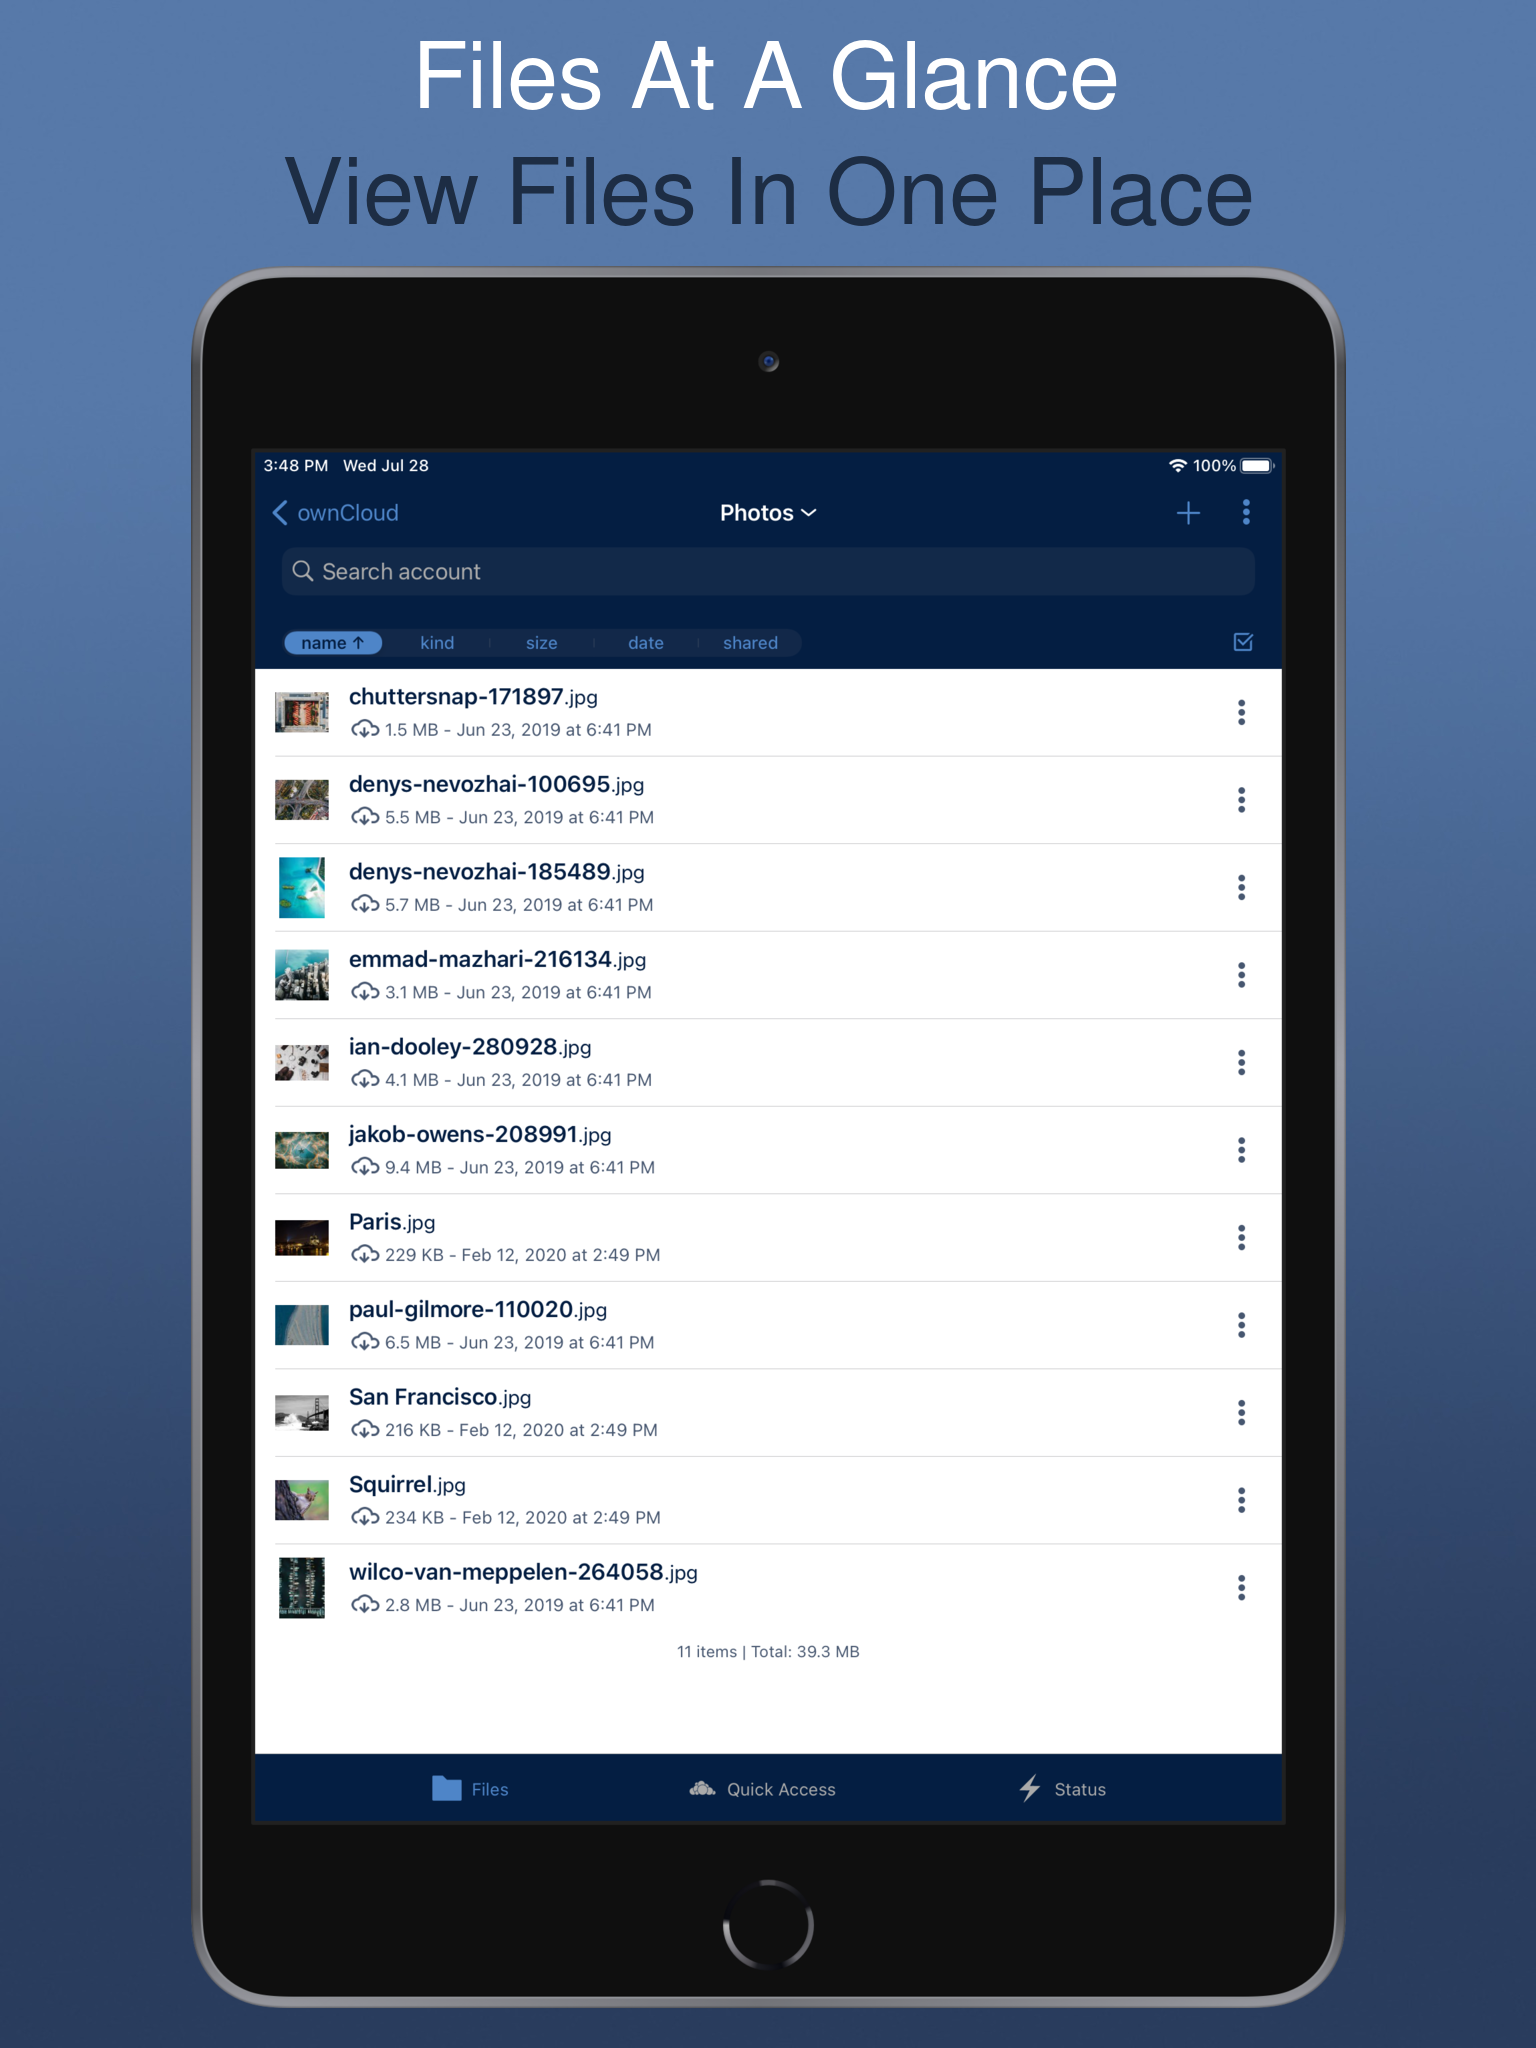 Files At A Glance
View Files In One Place
3:48 PM Wed Jul 28 100%
ownCloud Photos
Search account
name ↑ kind size date shared
chuttersnap-171897.jpg
1.5 MB - Jun 23, 2019 at 6:41 PM
denys-nevozhai-100695.jpg
5.5 MB - Jun 23, 2019 at 6:41 PM
denys-nevozhai-185489.jpg
5.7 MB - Jun 23, 2019 at 6:41 PM
emmad-mazhari-216134.jpg
3.1 MB - Jun 23, 2019 at 6:41 PM
ian-dooley-280928.jpg
4.1 MB - Jun 23, 2019 at 6:41 PM
jakob-owens-208991.jpg
9.4 MB - Jun 23, 2019 at 6:41 PM
Paris.jpg
229 KB - Feb 12, 2020 at 2:49 PM
paul-gilmore-110020.jpg
6.5 MB - Jun 23, 2019 at 6:41 PM
San Francisco.jpg
216 KB - Feb 12, 2020 at 2:49 PM
Squirrel.jpg
234 KB - Feb 12, 2020 at 2:49 PM
wilco-van-meppelen-264058.jpg
2.8 MB - Jun 23, 2019 at 6:41 PM
11 items | Total: 39.3 MB
Files Quick Access Status